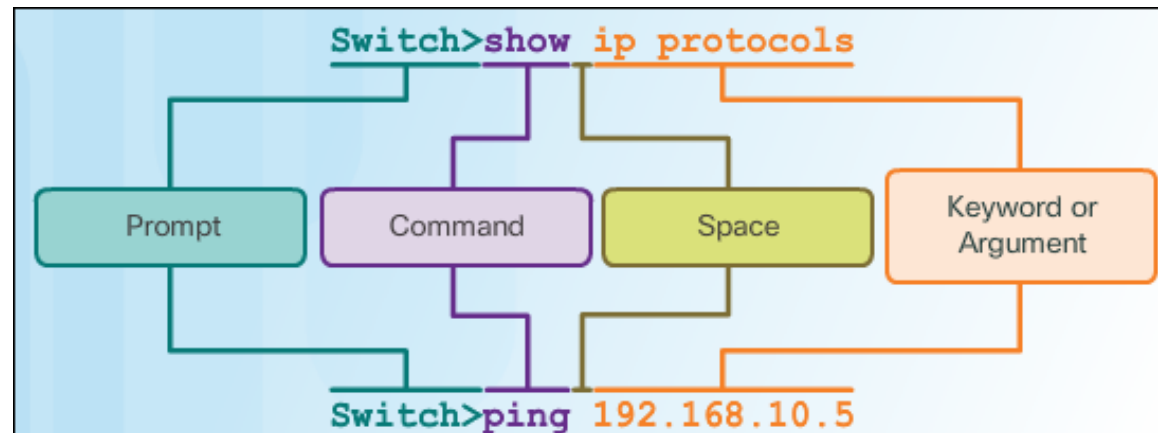 Switch>show ip protocols
Prompt
Command
Space
Keyword or
Argument
Switch>ping 192.168.10.5